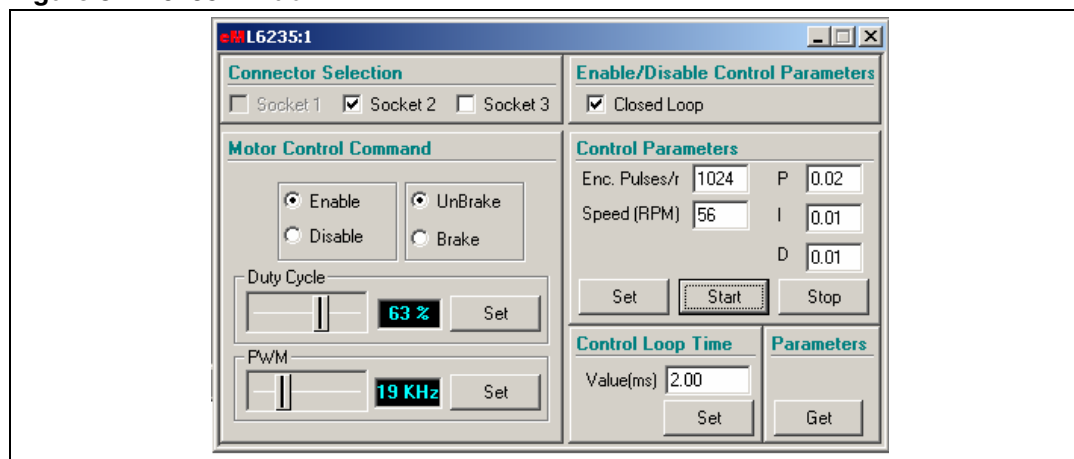 L6235:1
Connector Selection
Socket 1 Socket 2 Socket 3
Enable/Disable Control Parameters
Closed Loop
Motor Control Command
Enable
Disable
UnBrake
Brake
Duty Cycle
63 %
Set
PWM
19 KHz
Set
Control Parameters
Enc. Pulses/r 1024 P 0.02
Speed (RPM) 56 I 0.01
D 0.01
Set Start Stop
Control Loop Time
Value(ms) 2.00
Set
Parameters
Get